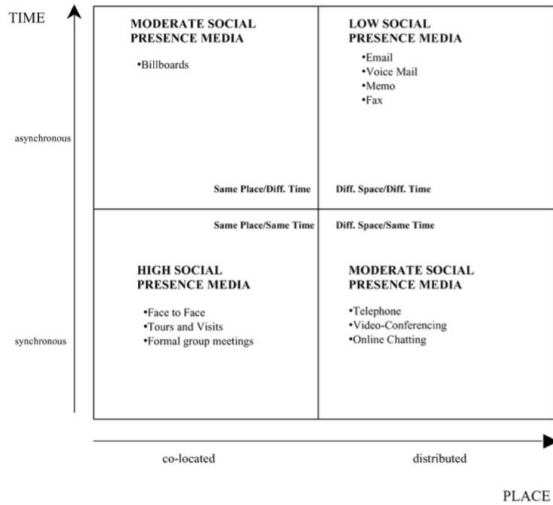 TIME
MODERATE SOCIAL
PRESENCE MEDIA
•Billboards
LOW SOCIAL
PRESENCE MEDIA
•Email
•Voice Mail
•Memo
•Fax
asynchronous
Same Place/Diff. Time
Diff. Space/Diff. Time
Same Place/Same Time
Diff. Space/Same Time
HIGH SOCIAL
PRESENCE MEDIA
•Face to Face
•Tours and Visits
•Formal group meetings
MODERATE SOCIAL
PRESENCE MEDIA
•Telephone
•Video-Conferencing
•Online Chatting
synchronous
co-located
distributed
PLACE